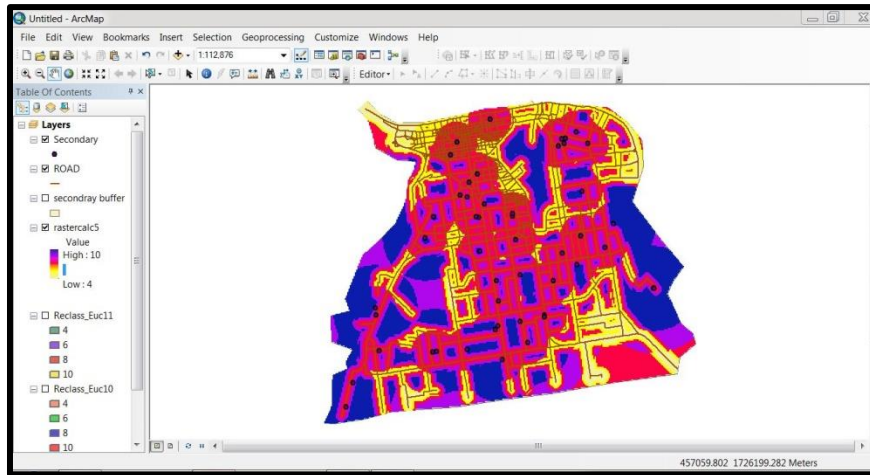 Untitled - ArcMap
File Edit View Bookmarks Insert Selection Geoprocessing Customize Windows Help
1:112,876
Editor
Table Of Contents
Layers
Secondary
ROAD
secondray buffer
rastercalc5
Value
High : 10
Low : 4
Reclass_Euc11
4
6
8
10
Reclass_Euc10
4
6
8
10
457059.802 1726199.282 Meters